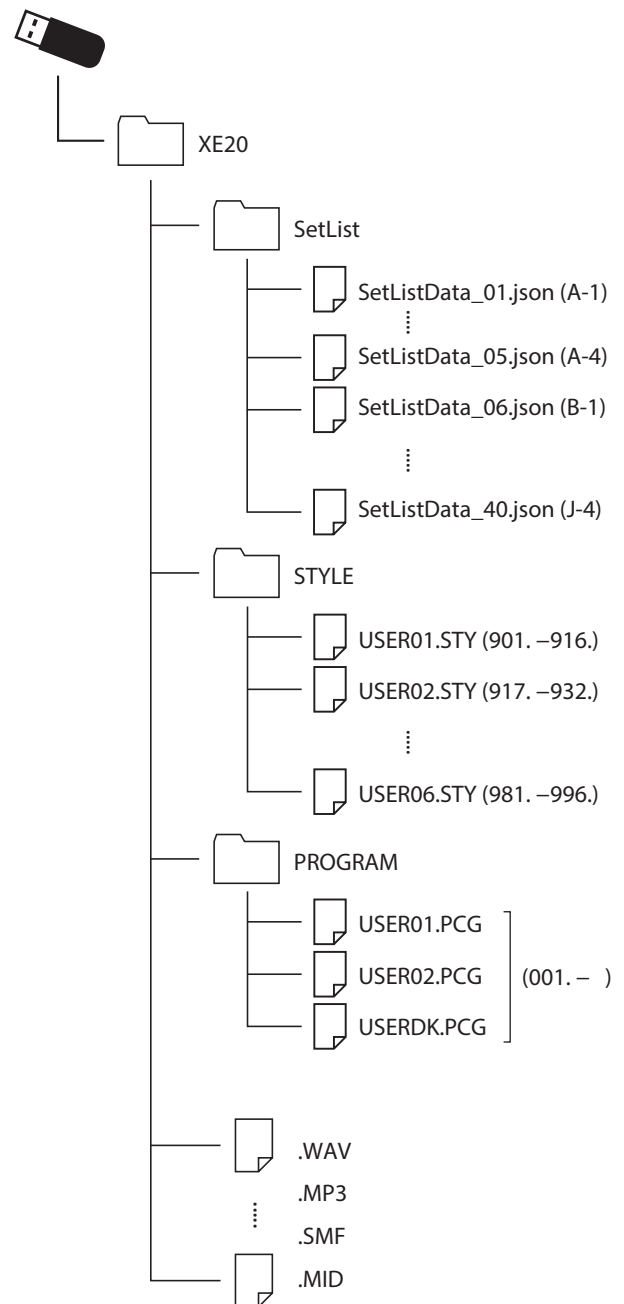 XE20
SetList
SetListData_01.json (A-1)
SetListData_05.json (A-4)
SetListData_06.json (B-1)
SetListData_40.json (J-4)
STYLE
USER01.STY (901. –916.)
USER02.STY (917. –932.)
USER06.STY (981. –996.)
PROGRAM
USER01.PCG
USER02.PCG
(001. – )
USERDK.PCG
.WAV
.MP3
.SMF
.MID